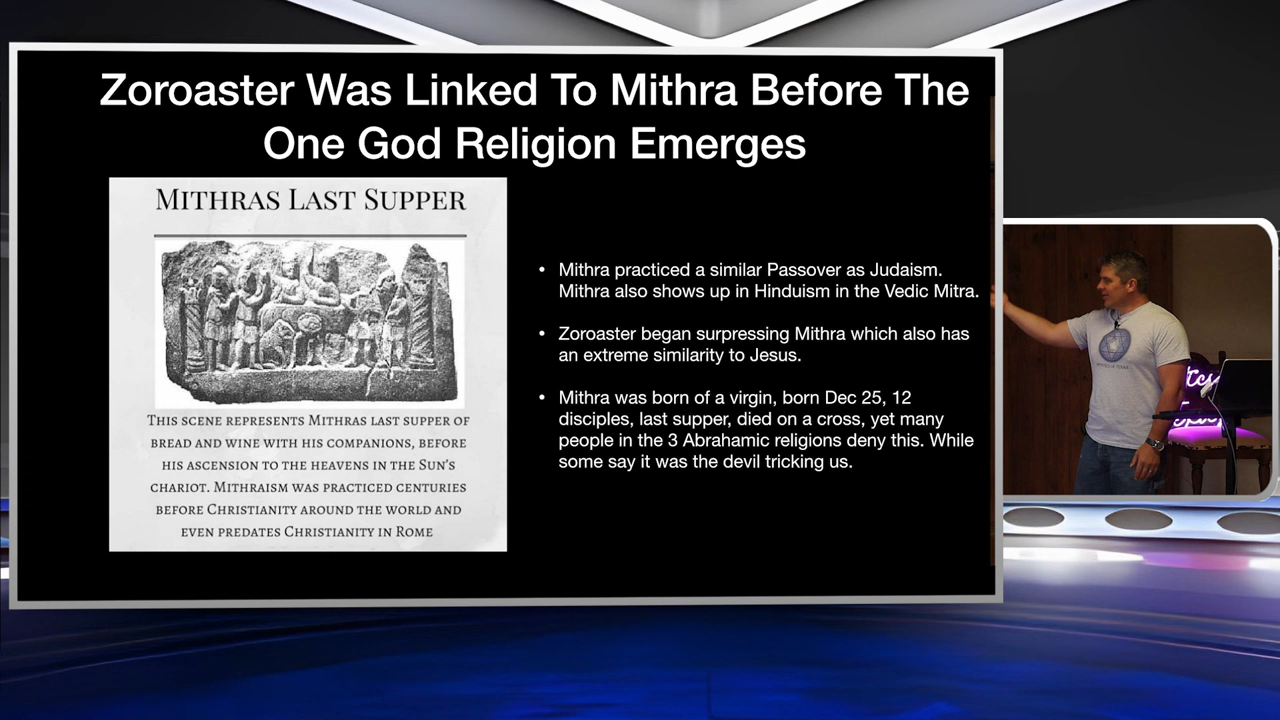 Zoroaster Was Linked To Mithra Before The
One God Religion Emerges
Mithras Last Supper
This scene represents Mithras last supper of
bread and wine with his companions, before
his ascension to the heavens in the Sun's
chariot. Mithraism was practiced centuries
before Christianity around the world and
even predates Christianity in Rome
• Mithra practiced a similar Passover as Judaism.
Mithra also shows up in Hinduism in the Vedic Mitra.
• Zoroaster began surpressing Mithra which also has
an extreme similarity to Jesus.
• Mithra was born of a virgin, born Dec 25, 12
disciples, last supper, died on a cross, yet many
people in the 3 Abrahamic religions deny this. While
some say it was the devil tricking us.